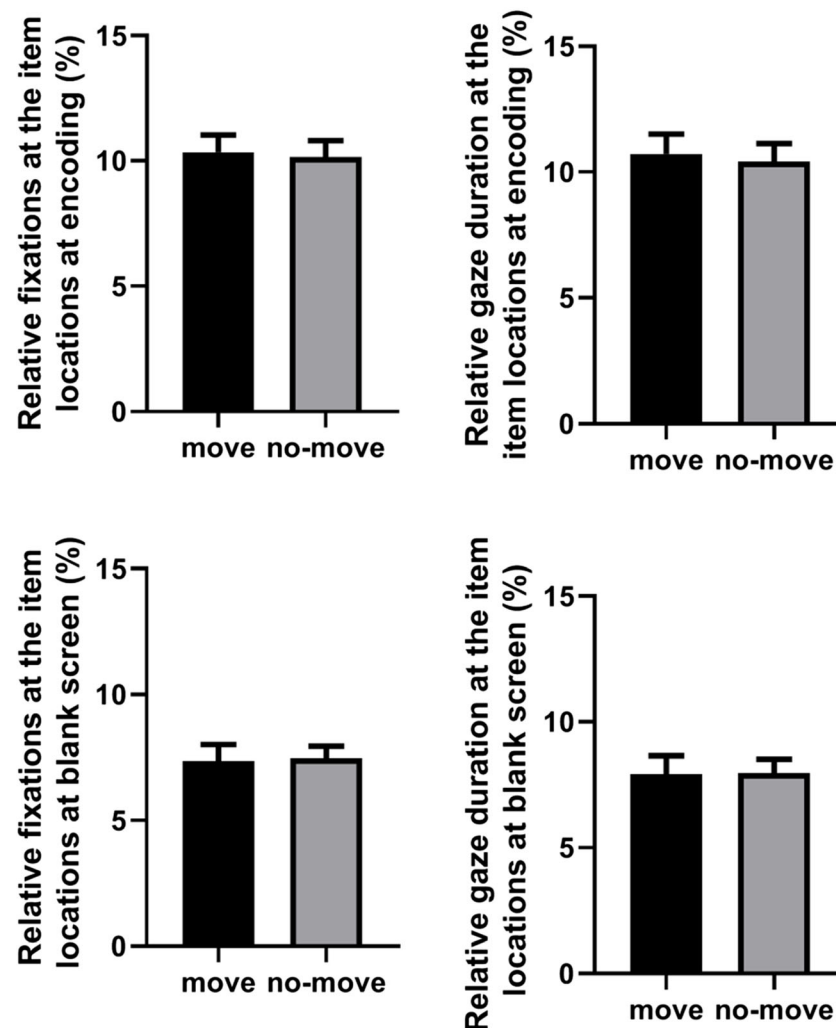 Relative fixations at the item
locations at encoding (%)
15
10
5
0
move no-move
Relative gaze duration at the
item locations at encoding (%)
15
10
5
0
move no-move
Relative fixations at the item
locations at blank screen (%)
15
10
5
0
move no-move
Relative gaze duration at the item
locations at blank screen (%)
15
10
5
0
move no-move